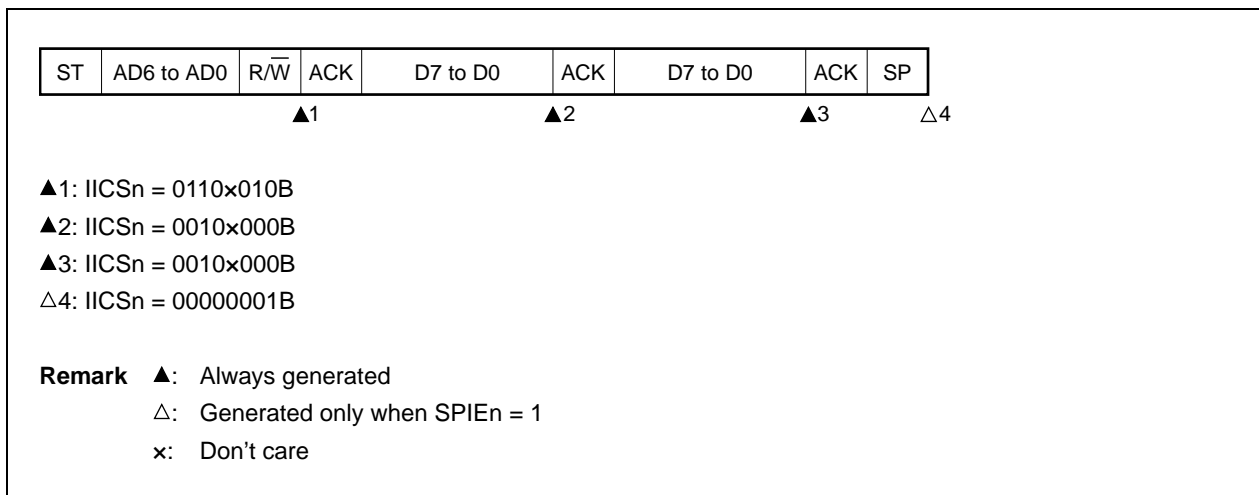 ST AD6 to AD0 R/W̅ ACK D7 to D0 ACK D7 to D0 ACK SP
▲1 ▲2 ▲3 △4
▲1: IICSn = 0110×010B
▲2: IICSn = 0010×000B
▲3: IICSn = 0010×000B
△4: IICSn = 00000001B
Remark ▲: Always generated
△: Generated only when SPIEn = 1
×: Don't care